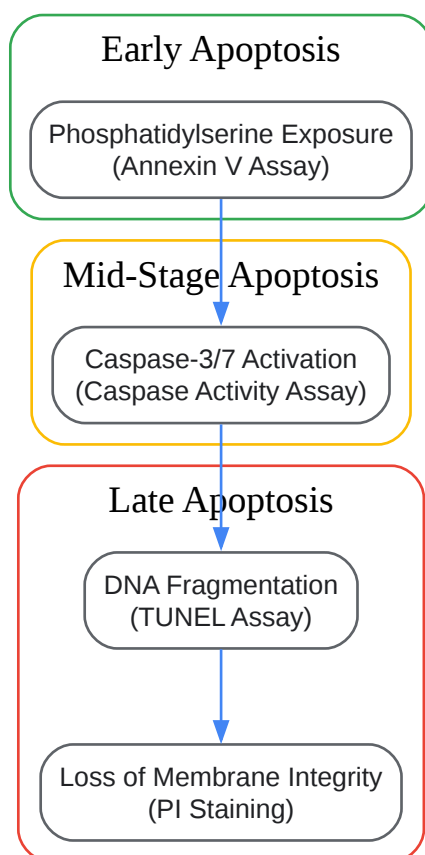 Early Apoptosis
Phosphatidylserine Exposure
(Annexin V Assay)
Mid-Stage Apoptosis
Caspase-3/7 Activation
(Caspase Activity Assay)
Late Apoptosis
DNA Fragmentation
(TUNEL Assay)
Loss of Membrane Integrity
(PI Staining)